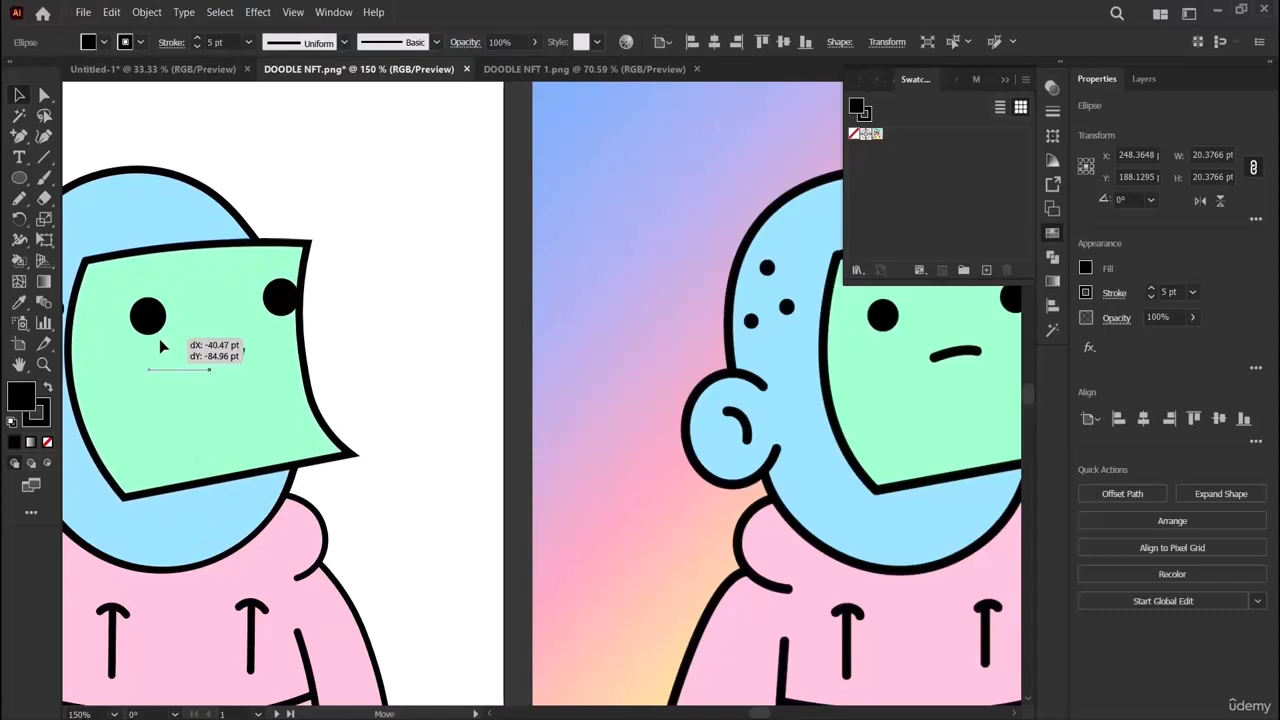 Ai
File Edit Object Type Select Effect View Window Help
Ellipse Stroke: 5 pt Uniform Basic Opacity: 100% Style: Shape: Transform
Untitled-1* @ 33.33 % (RGB/Preview) × DOODLE NFT.png* @ 150 % (RGB/Preview) × DOODLE NFT 1.png @ 70.59 % (RGB/Preview) ×
Swatc... M
Properties Layers
Ellipse
Transform
X: 248.3648 W: 20.3766 pt
Y: 188.1295 H: 20.3766 pt
0°
Appearance
Fill
Stroke 5 pt
Opacity 100%
fx.
dX: -40.47 pt
dY: -84.96 pt
Align
Quick Actions
Offset Path Expand Shape
Arrange
Align to Pixel Grid
Recolor
Start Global Edit
150% 0° 1 Move
ûdemy